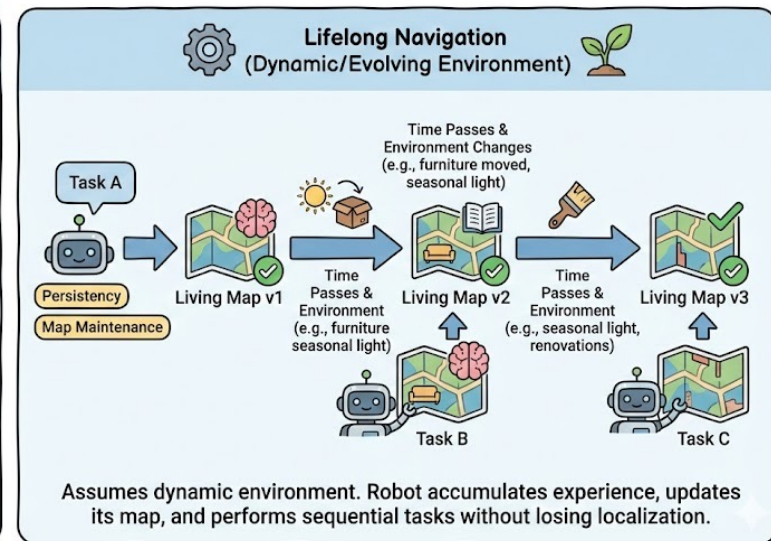 Lifelong Navigation
(Dynamic/Evolving Environment)
Task A
Persistency
Map Maintenance
Living Map v1
Time
Passes &
Environment
(e.g., furniture
seasonal light)
Time Passes &
Environment Changes
(e.g., furniture moved,
seasonal light)
Living Map v2
Task B
Time
Passes &
Environment
(e.g., seasonal light,
renovations)
Living Map v3
Task C
Assumes dynamic environment. Robot accumulates experience, updates
its map, and performs sequential tasks without losing localization.